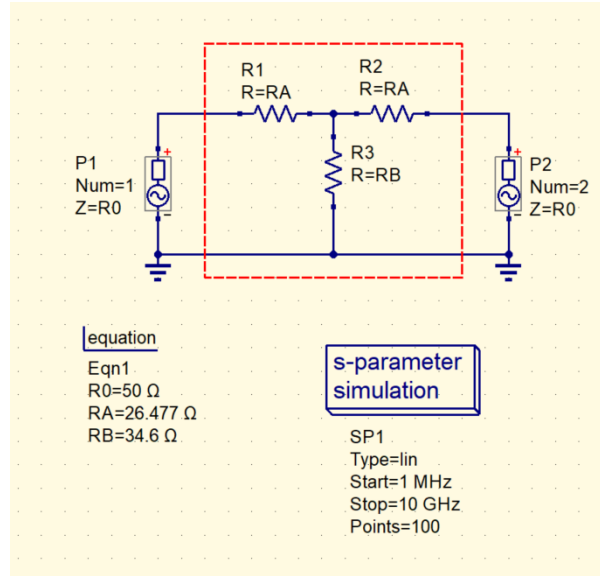 R1
R=RA
R2
R=RA
R3
R=RB
P1
Num=1
Z=R0
P2
Num=2
Z=R0
equation
Eqn1
R0=50 Ω
RA=26.477 Ω
RB=34.6 Ω
s-parameter
simulation
SP1
Type=lin
Start=1 MHz
Stop=10 GHz
Points=100